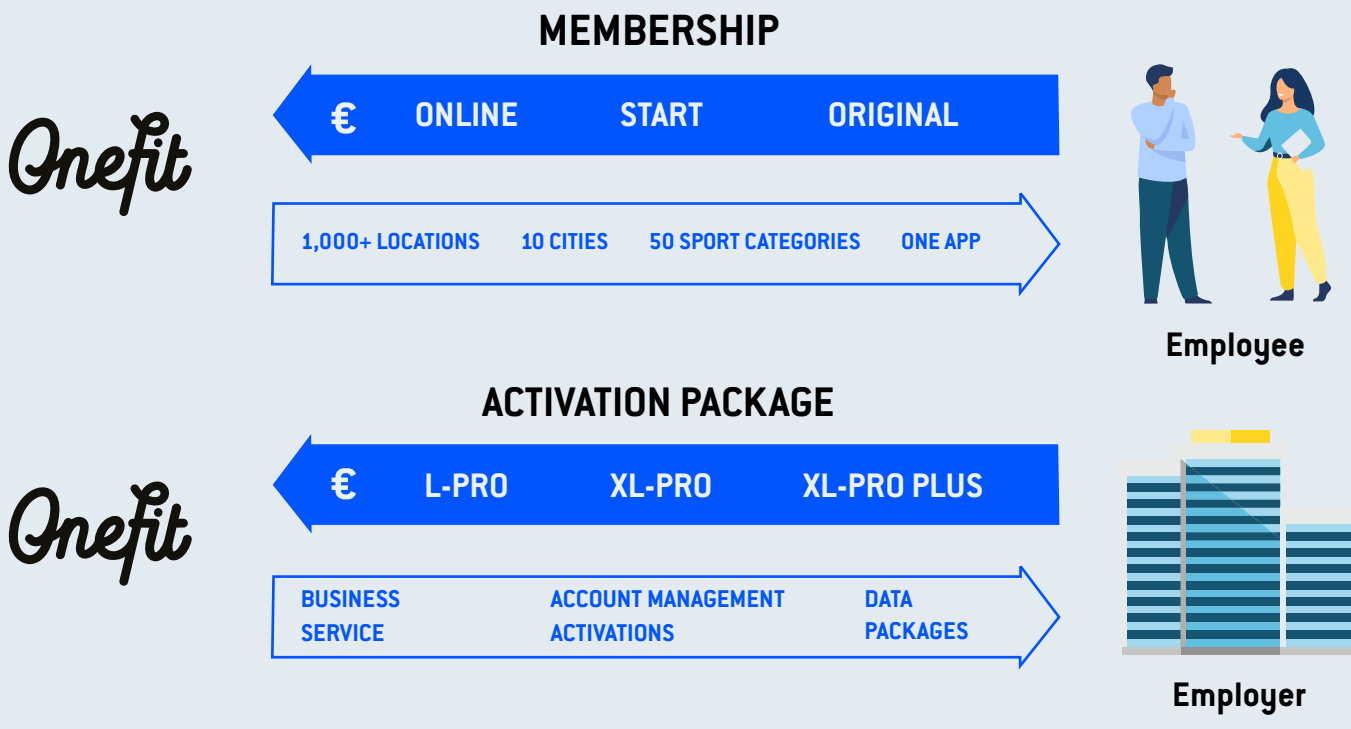 MEMBERSHIP
Onefit
€ ONLINE START ORIGINAL
1,000+ LOCATIONS 10 CITIES 50 SPORT CATEGORIES ONE APP
Employee
ACTIVATION PACKAGE
Onefit
€ L-PRO XL-PRO XL-PRO PLUS
BUSINESS ACCOUNT MANAGEMENT DATA
SERVICE ACTIVATIONS PACKAGES
Employer